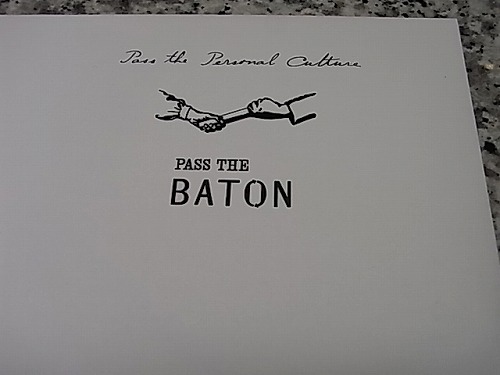 Pass the Personal Culture
PASS THE
BATON